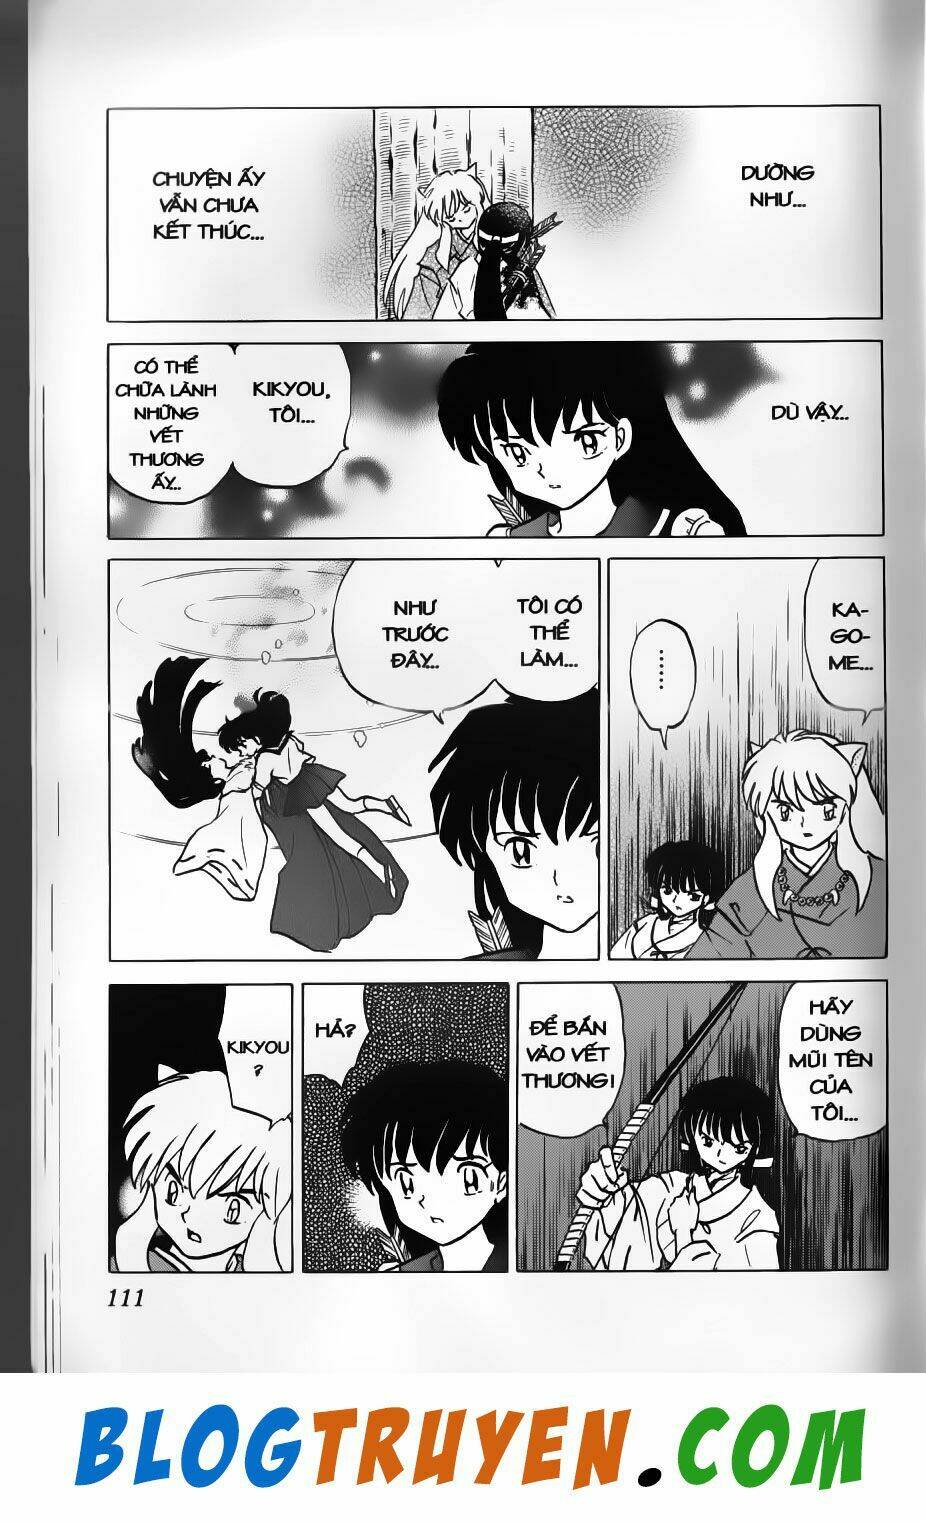 DƯỜNG
NHƯ...
CHUYỆN ẤY
VẪN CHƯA
KẾT THÚC...
DÙ VẬY...
KIKYOU,
TÔI...
CÓ THỂ
CHỮA LÀNH
NHỮNG
VẾT
THƯƠNG
ẤY...
KA-
GO-
ME...
......
TÔI CÓ
THỂ
LÀM...
NHƯ
TRƯỚC
ĐÂY...
HÃY
DÙNG
MŨI TÊN
CỦA
TÔI...
ĐỂ BẮN
VÀO VẾT
THƯƠNG!
HẢ?
KIKYOU
?
111
BLOGTRUYEN.COM